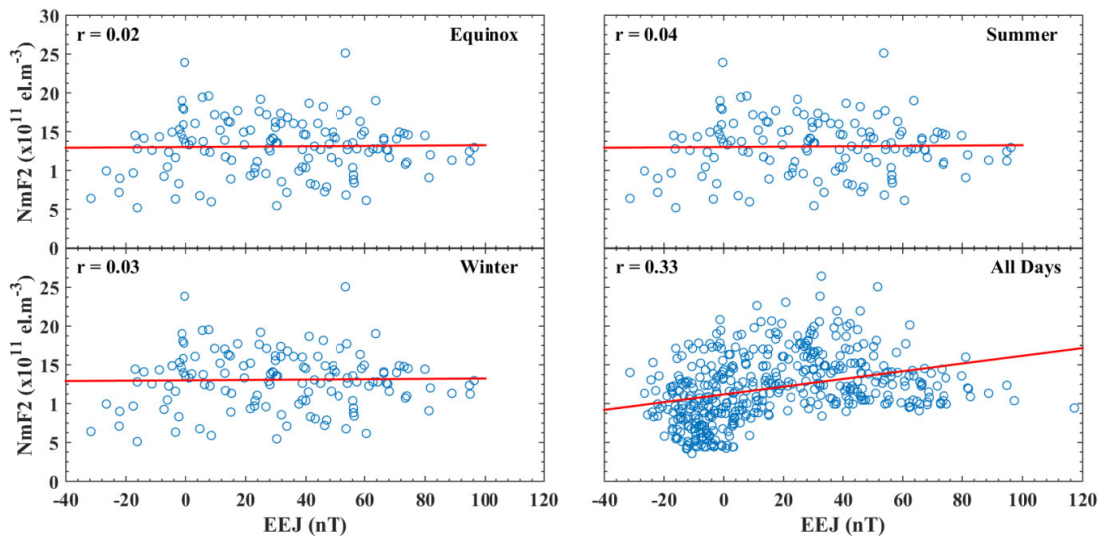 r = 0.02 Equinox
r = 0.04 Summer
NmF2 (x10¹¹ el.m⁻³)
30
25
20
15
10
5
0
r = 0.03 Winter
r = 0.33 All Days
NmF2 (x10¹¹ el.m⁻³)
25
20
15
10
5
0
-40 -20 0 20 40 60 80 100 120
-40 -20 0 20 40 60 80 100 120
EEJ (nT)
EEJ (nT)